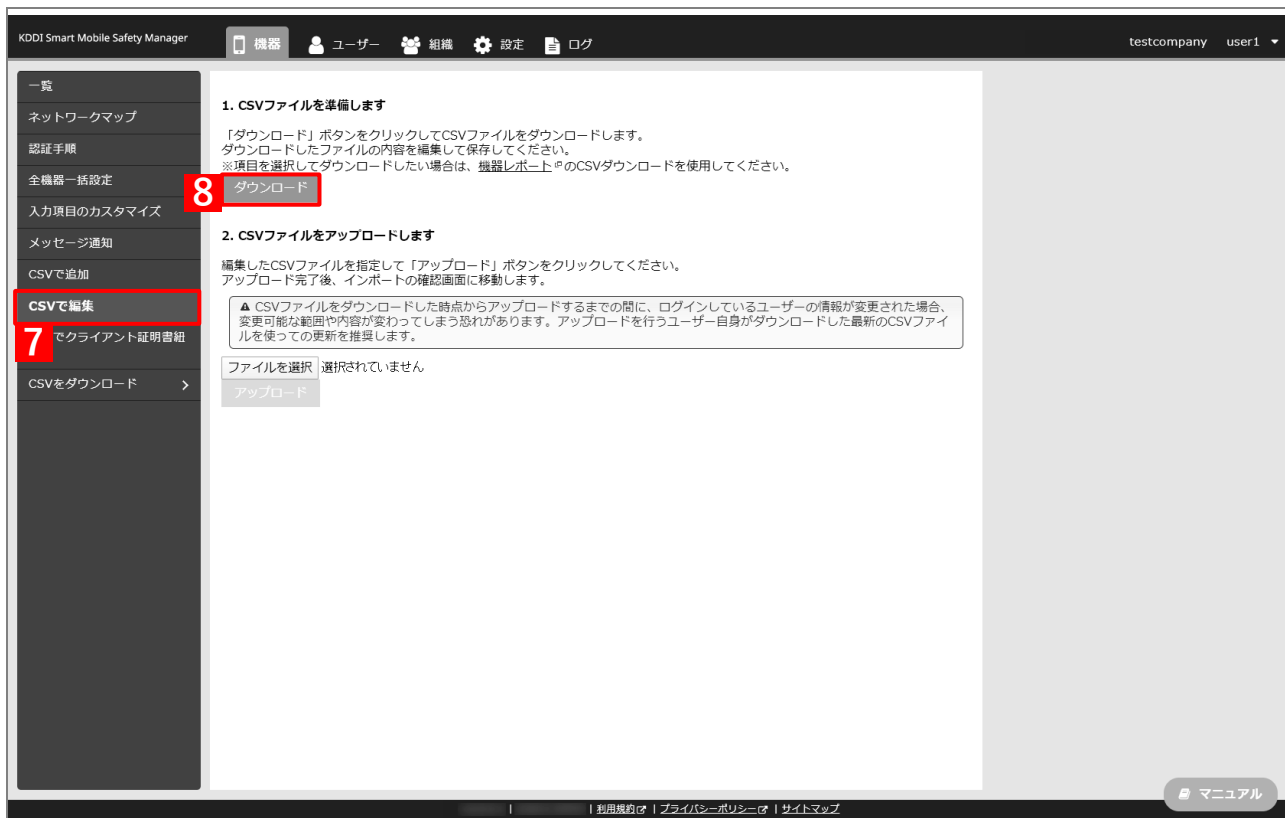 KDDI Smart Mobile Safety Manager
機器
ユーザー
組織
設定
ログ
testcompany user1
一覧
ネットワークマップ
認証手順
全機器一括設定
入力項目のカスタマイズ
メッセージ通知
CSVで追加
CSVで編集
7
でクライアント証明書紐
CSVをダウンロード
1. CSVファイルを準備します
「ダウンロード」ボタンをクリックしてCSVファイルをダウンロードします。
ダウンロードしたファイルの内容を編集して保存してください。
※項目を選択してダウンロードしたい場合は、機器レポートのCSVダウンロードを使用してください。
8
ダウンロード
2. CSVファイルをアップロードします
編集したCSVファイルを指定して「アップロード」ボタンをクリックしてください。
アップロード完了後、インポートの確認画面に移動します。
CSVファイルをダウンロードした時点からアップロードするまでの間に、ログインしているユーザーの情報が変更された場合、
変更可能な範囲や内容が変わってしまう恐れがあります。アップロードを行うユーザー自身がダウンロードした最新のCSVファイ
ルを使っての更新を推奨します。
ファイルを選択 選択されていません
アップロード
マニュアル
| | 利用規約 | プライバシーポリシー | サイトマップ